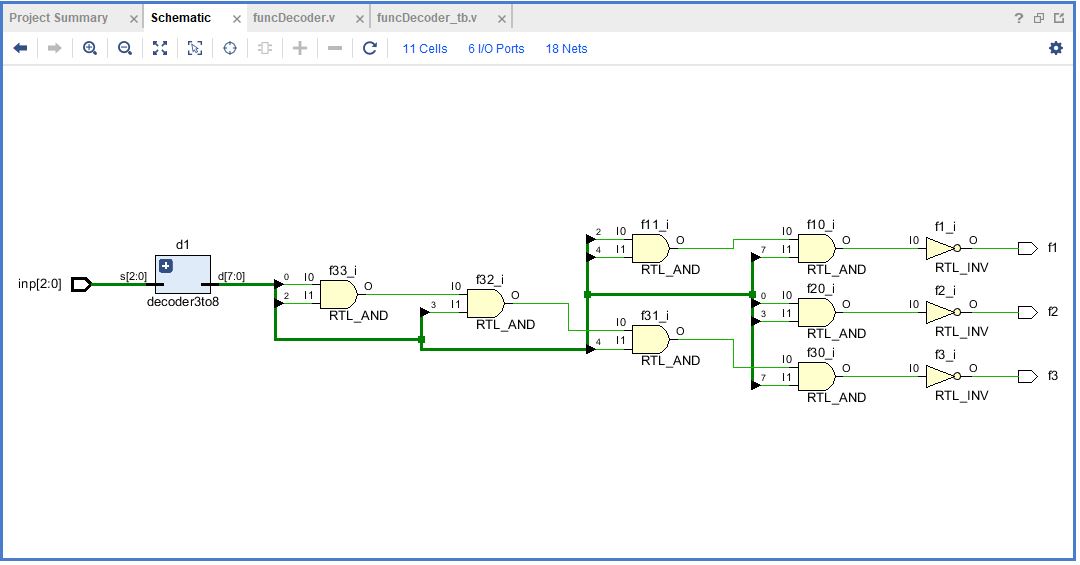 Project Summary × Schematic × funcDecoder.v × funcDecoder_tb.v ×
11 Cells 6 I/O Ports 18 Nets
inp[2:0]
d1
s[2:0] d[7:0]
decoder3to8
f33_i
0 I0 O
2 I1
RTL_AND
f32_i
I0 O
3 I1
RTL_AND
f11_i
2 I0 O
4 I1
RTL_AND
f31_i
I0 O
4 I1
RTL_AND
f10_i
I0 O
7 I1
RTL_AND
f1_i
I0 O
RTL_INV
f1
f20_i
0 I0 O
3 I1
RTL_AND
f2_i
I0 O
RTL_INV
f2
f30_i
I0 O
7 I1
RTL_AND
f3_i
I0 O
RTL_INV
f3